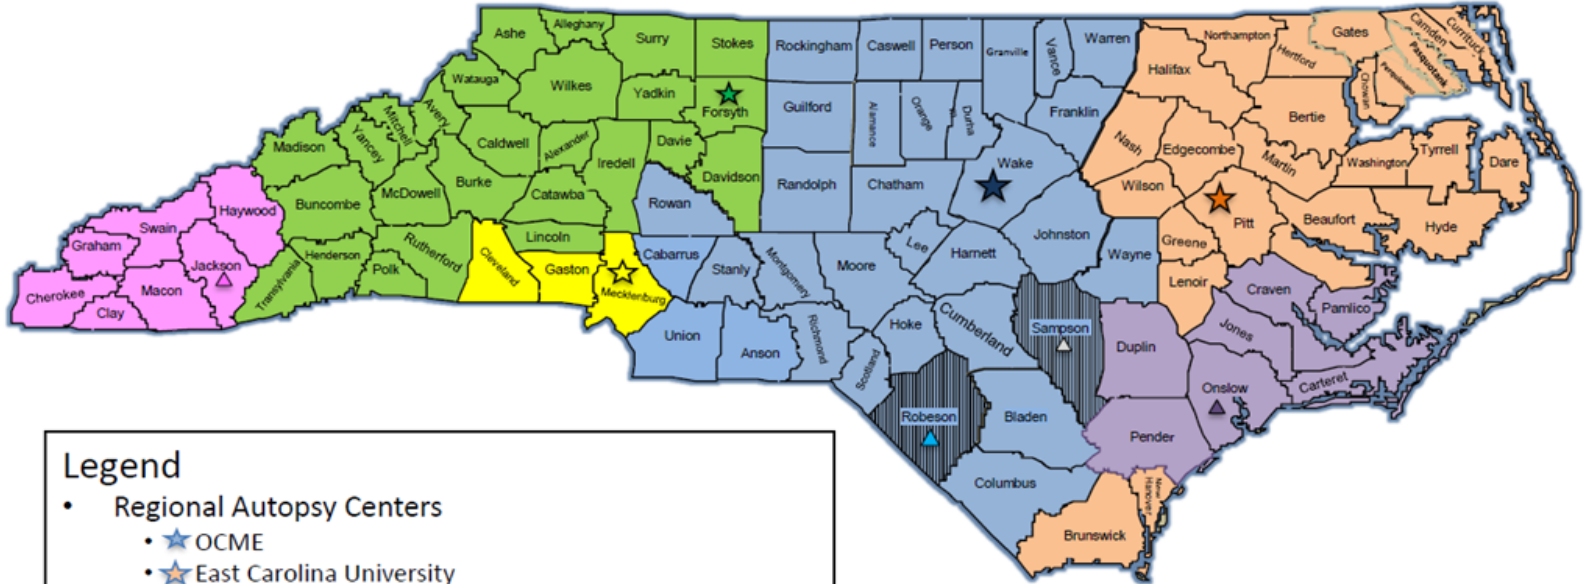 Ashe
Alleghany
Surry
Stokes
Rockingham
Caswell
Person
Granville
Vance
Warren
Northampton
Gates
Camden
Currituck
Hertford
Pasquotank
Watauga
Wilkes
Yadkin
Forsyth
Guilford
Alamance
Orange
Durha
m
Franklin
Halifax
Bertie
Chowan
Perquimans
Madison
Yancey
Mitchell
Avery
Caldwell
Alexander
Iredell
Davie
Davidson
Randolph
Chatham
Wake
Nash
Edgecombe
Martin
Washington
Tyrrell
Dare
Haywood
Buncombe
McDowell
Burke
Catawba
Rowan
Wilson
Pitt
Beaufort
Hyde
Graham
Swain
Jackson
Transylvania
Henderson
Polk
Rutherford
Cleveland
Lincoln
Gaston
Mecklenburg
Cabarrus
Stanly
Montgomery
Moore
Lee
Harnett
Johnston
Wayne
Greene
Lenoir
Craven
Pamlico
Cherokee
Clay
Macon
Union
Anson
Richmond
Scotland
Hoke
Cumberland
Sampson
Duplin
Jones
Onslow
Carteret
Robeson
Bladen
Pender
Columbus
Brunswick
New
Hanover
Legend
• Regional Autopsy Centers
• OCME
• East Carolina University